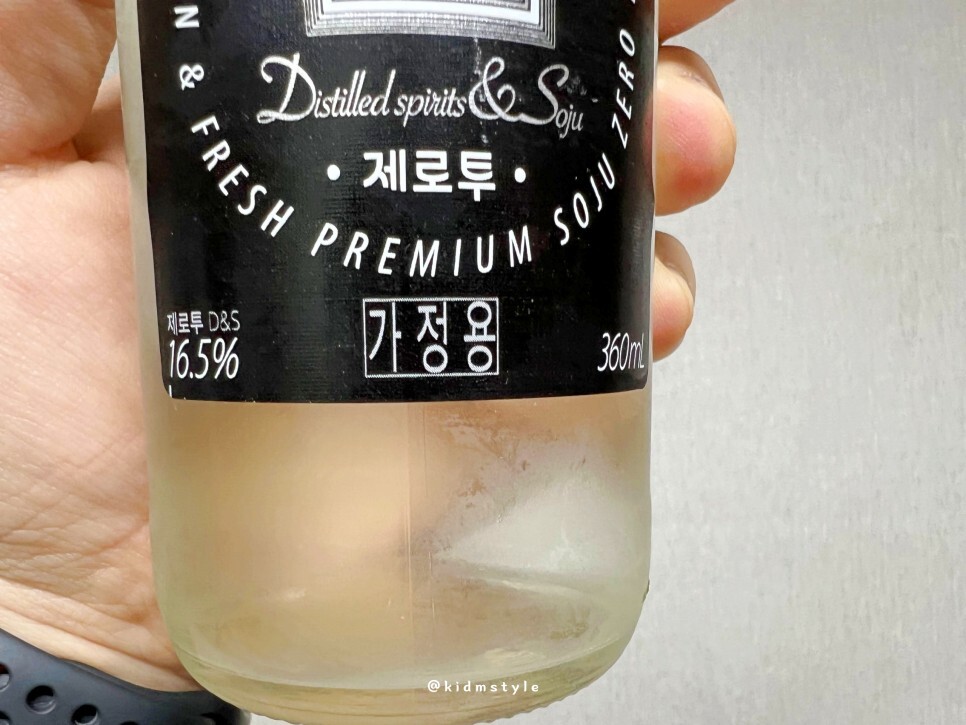 Distilled spirits & Soju
• 제로투 •
& FRESH PREMIUM SOJU ZERO
제로투 D&S
16.5%
가정용
360mL
@kidmstyle